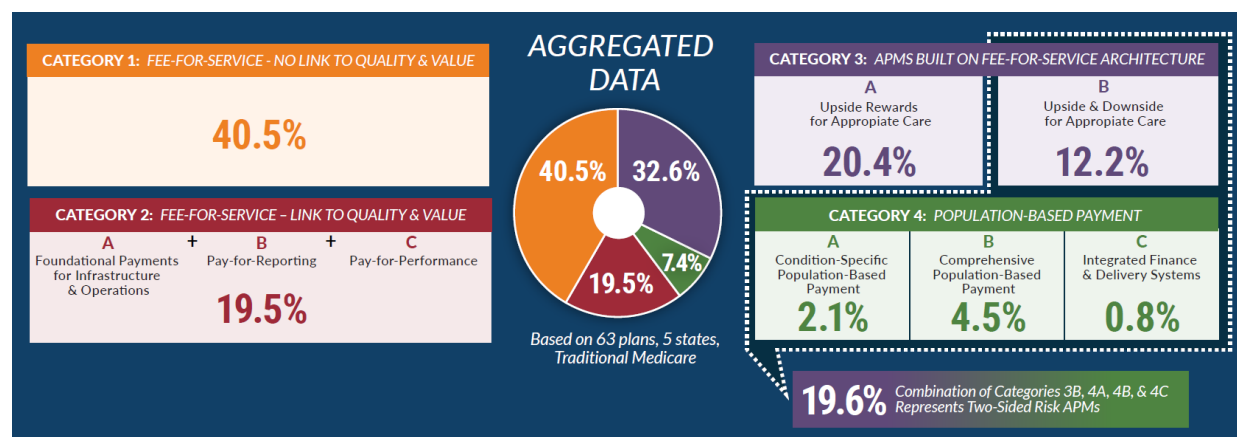 CATEGORY 1: FEE-FOR-SERVICE - NO LINK TO QUALITY & VALUE
40.5%
CATEGORY 2: FEE-FOR-SERVICE – LINK TO QUALITY & VALUE
A + B + C
Foundational Payments
for Infrastructure
& Operations
Pay-for-Reporting
Pay-for-Performance
19.5%
AGGREGATED
DATA
40.5%
32.6%
7.4%
19.5%
Based on 63 plans, 5 states,
Traditional Medicare
CATEGORY 3: APMS BUILT ON FEE-FOR-SERVICE ARCHITECTURE
A
Upside Rewards
for Appropiate Care
20.4%
B
Upside & Downside
for Appropiate Care
12.2%
CATEGORY 4: POPULATION-BASED PAYMENT
A
Condition-Specific
Population-Based
Payment
2.1%
B
Comprehensive
Population-Based
Payment
4.5%
C
Integrated Finance
& Delivery Systems
0.8%
19.6%
Combination of Categories 3B, 4A, 4B, & 4C
Represents Two-Sided Risk APMs